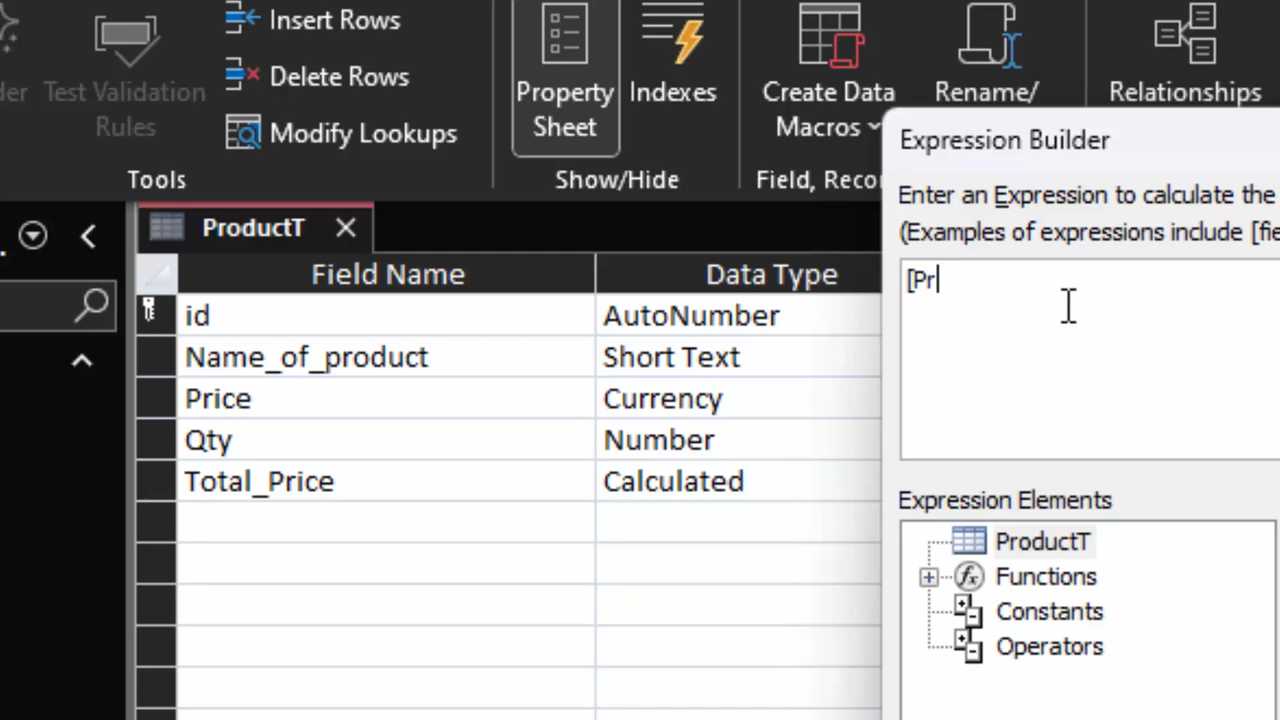 Insert Rows
Delete Rows
Modify Lookups
Test Validation
Rules
Tools
Property
Sheet
Indexes
Show/Hide
Create Data
Macros
Rename/
Relationships
Field, Recor
ProductT
Field Name Data Type
id AutoNumber
Name_of_product Short Text
Price Currency
Qty Number
Total_Price Calculated
Expression Builder
Enter an Expression to calculate the
(Examples of expressions include [fie
[Pr
Expression Elements
ProductT
Functions
Constants
Operators